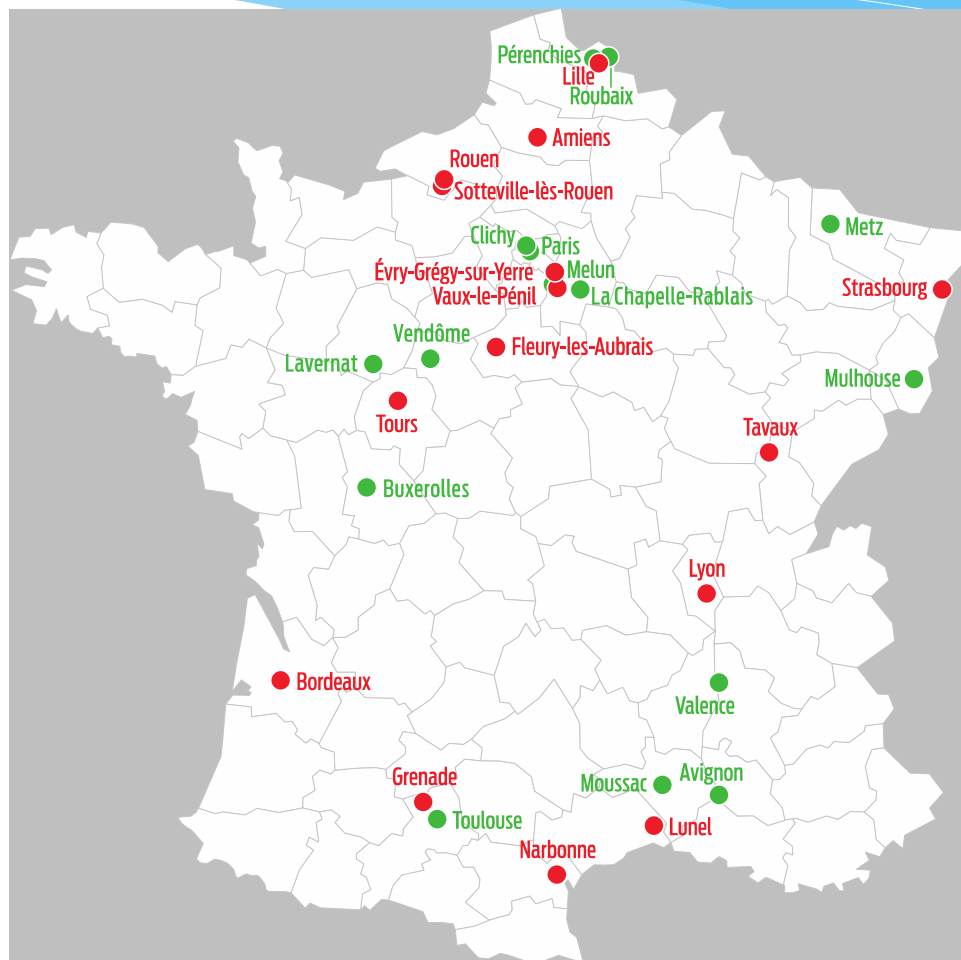 Pérenchies
Lille
Roubaix
Amiens
Rouen
Sotteville-lès-Rouen
Metz
Clichy
Paris
Évry-Grégy-sur-Yerre
Melun
Vaux-le-Pénil
La Chapelle-Rablais
Strasbourg
Vendôme
Fleury-les-Aubrais
Lavernat
Mulhouse
Tours
Tavaux
Buxerolles
Lyon
Bordeaux
Valence
Grenade
Moussac
Avignon
Toulouse
Lunel
Narbonne